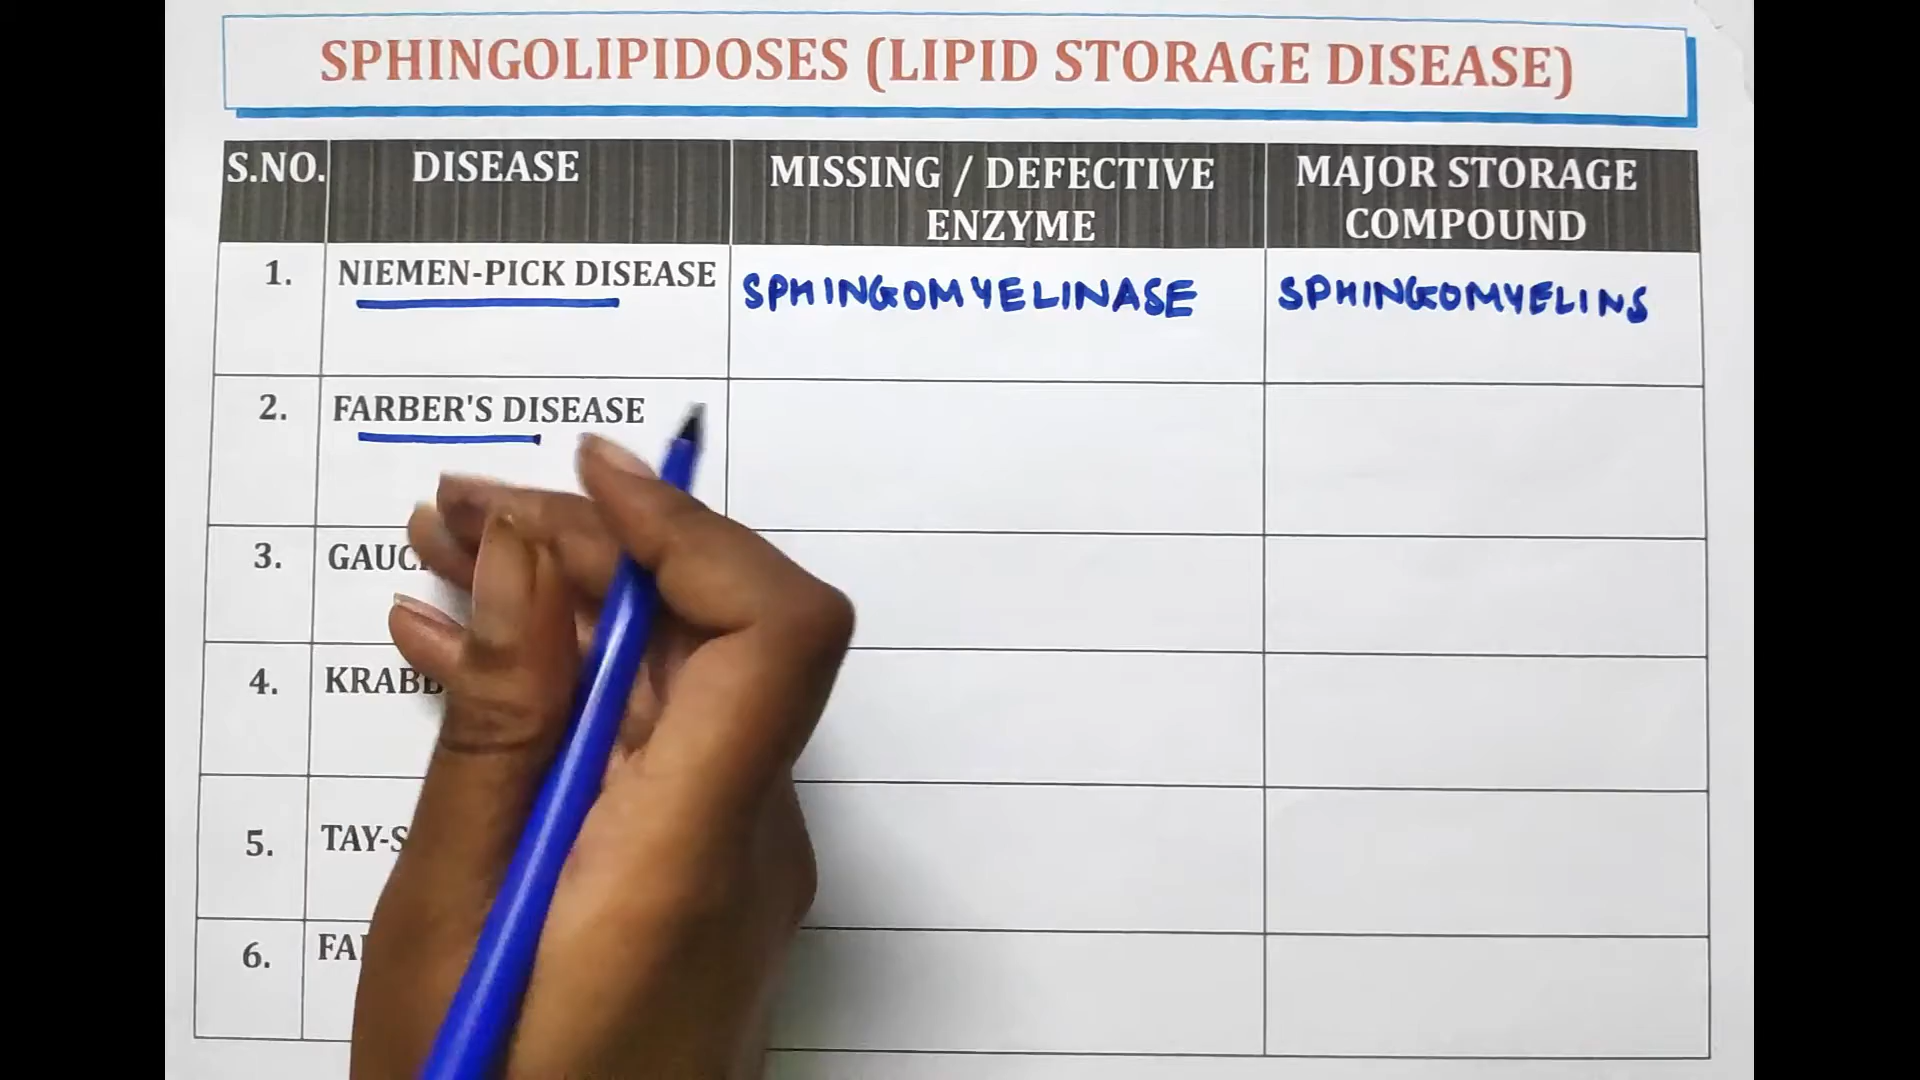 SPHINGOLIPIDOSES (LIPID STORAGE DISEASE)
S.NO. DISEASE MISSING / DEFECTIVE ENZYME MAJOR STORAGE COMPOUND
1. NIEMEN-PICK DISEASE SPHINGOMYELINASE SPHINGOMYELINS
2. FARBER'S DISEASE
3.
4.
5.
6.